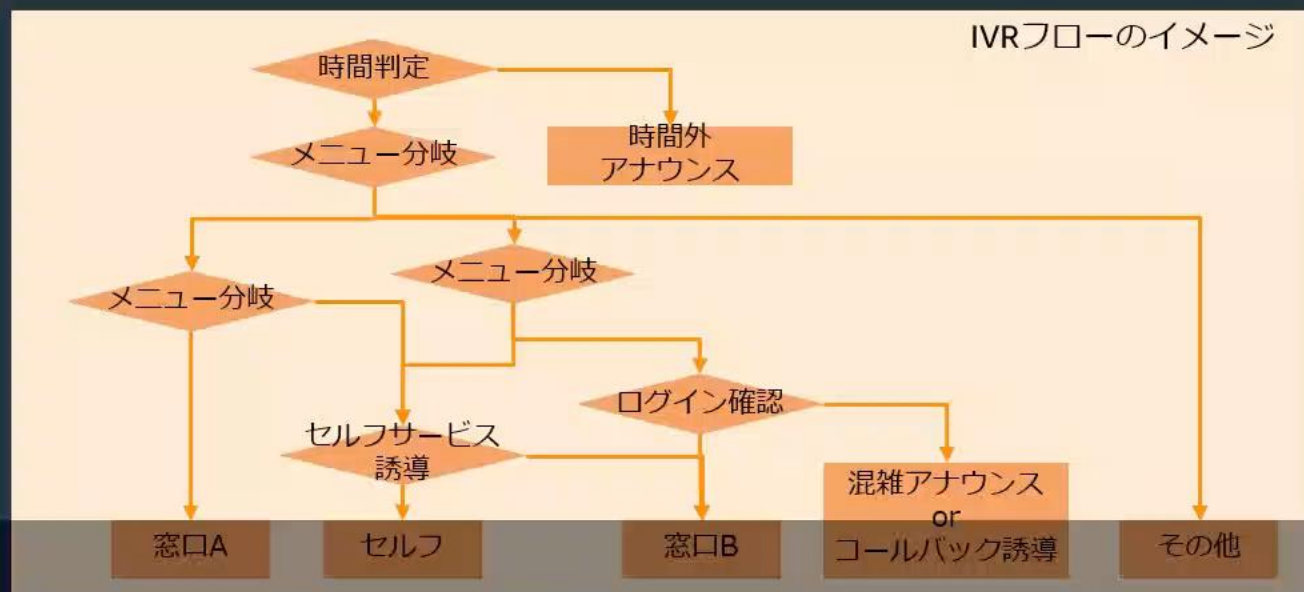 IVRフローのイメージ
時間判定
時間外
アナウンス
メニュー分岐
メニュー分岐
メニュー分岐
ログイン確認
セルフサービス
誘導
混雑アナウンス
or
コールバック誘導
窓口A
セルフ
窓口B
その他